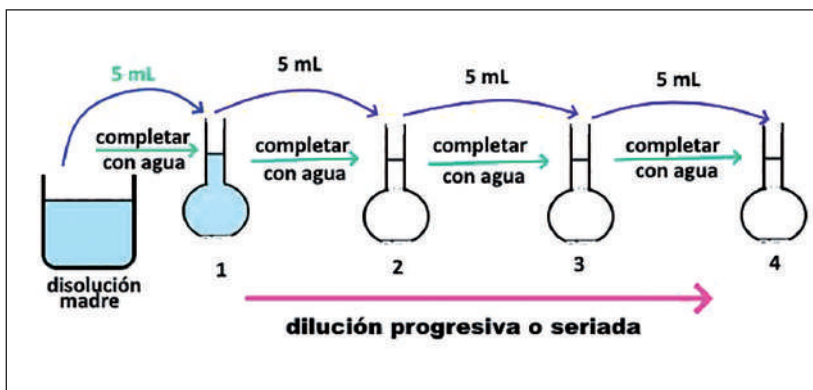 5 mL
5 mL
5 mL
5 mL
completar
con agua
completar
con agua
completar
con agua
completar
con agua
disolución
madre
1
2
3
4
dilución progresiva o seriada